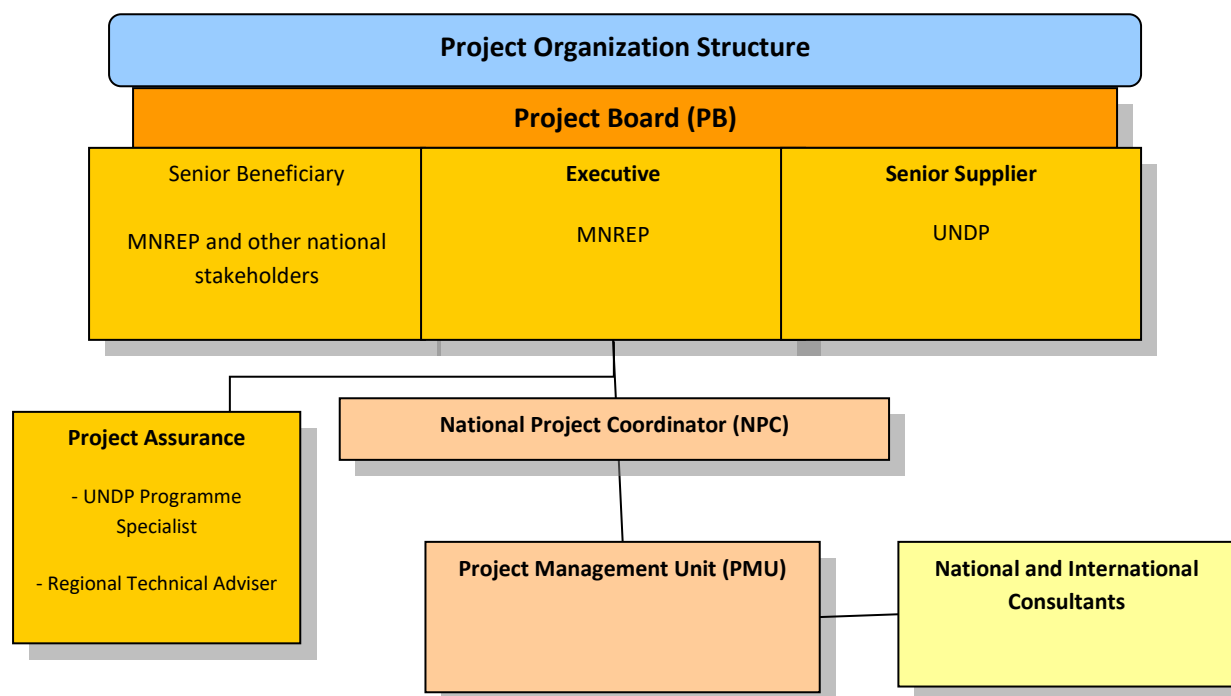 Project Organization Structure
Project Board (PB)
Senior Beneficiary
MNREP and other national
stakeholders
Executive
MNREP
Senior Supplier
UNDP
Project Assurance
- UNDP Programme
Specialist
- Regional Technical Adviser
National Project Coordinator (NPC)
Project Management Unit (PMU)
National and International
Consultants